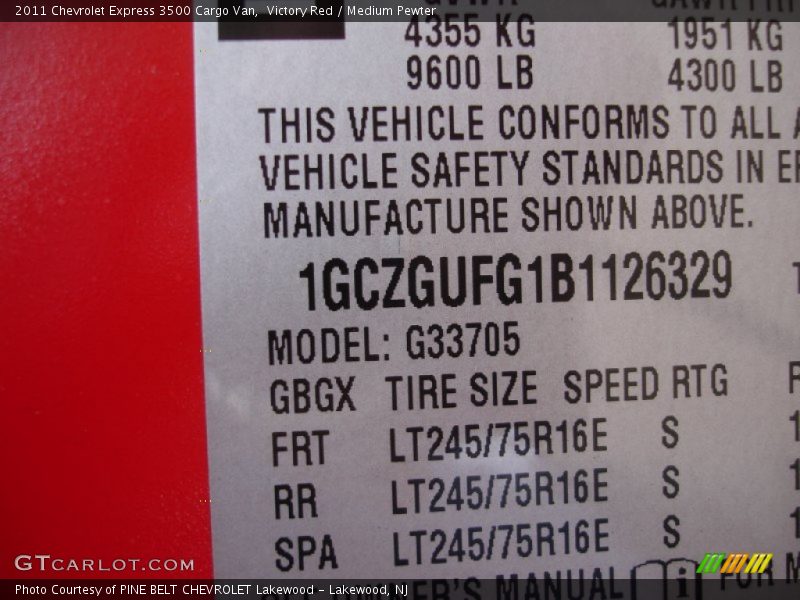 2011 Chevrolet Express 3500 Cargo Van,  Victory Red / Medium Pewter
4355 KG 1951 KG
9600 LB 4300 LB
THIS VEHICLE CONFORMS TO ALL
VEHICLE SAFETY STANDARDS IN
MANUFACTURE SHOWN ABOVE.
1GCZGUFG1B1126329
MODEL: G33705
GBGX TIRE SIZE SPEED RTG
FRT LT245/75R16E S
RR LT245/75R16E S
SPA LT245/75R16E S
OWNER'S MANUAL FOR
GTCARLOT.COM
Photo Courtesy of PINE BELT CHEVROLET Lakewood - Lakewood, NJ